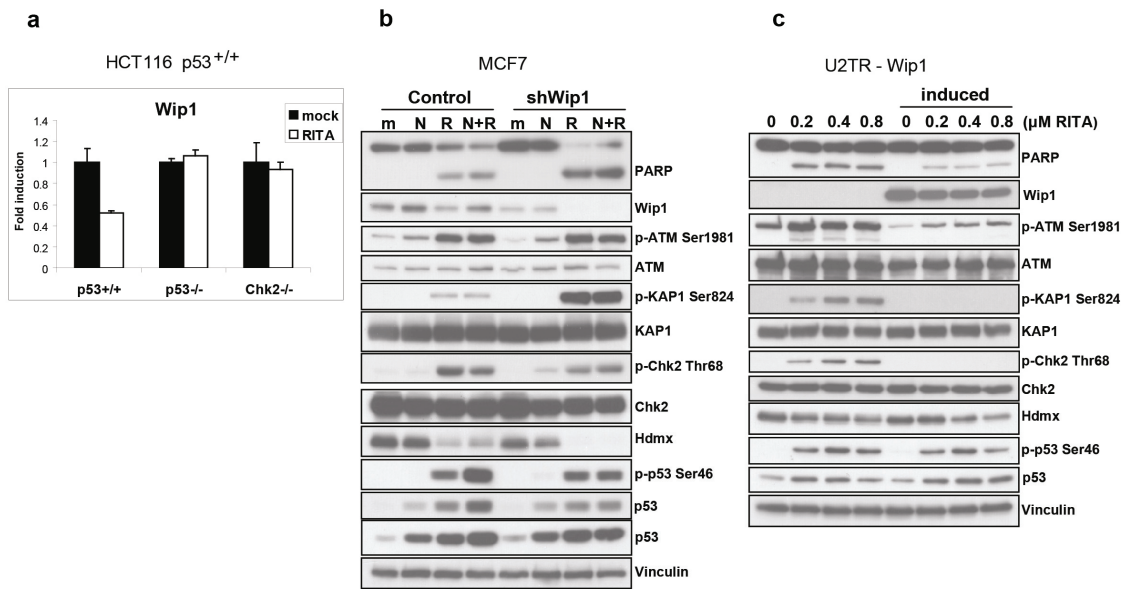 a
HCT116 p53+/+
Wip1
mock
RITA
Fold induction
1.4
1.2
1
0.8
0.6
0.4
0.2
0
p53+/+ p53-/- Chk2-/-
b
MCF7
Control shWip1
m N R N+R m N R N+R
PARP
Wip1
p-ATM Ser1981
ATM
p-KAP1 Ser824
KAP1
p-Chk2 Thr68
Chk2
Hdmx
p-p53 Ser46
p53
p53
Vinculin
c
U2TR - Wip1
induced
0 0.2 0.4 0.8 0 0.2 0.4 0.8 (µM RITA)
PARP
Wip1
p-ATM Ser1981
ATM
p-KAP1 Ser824
KAP1
p-Chk2 Thr68
Chk2
Hdmx
p-p53 Ser46
p53
Vinculin